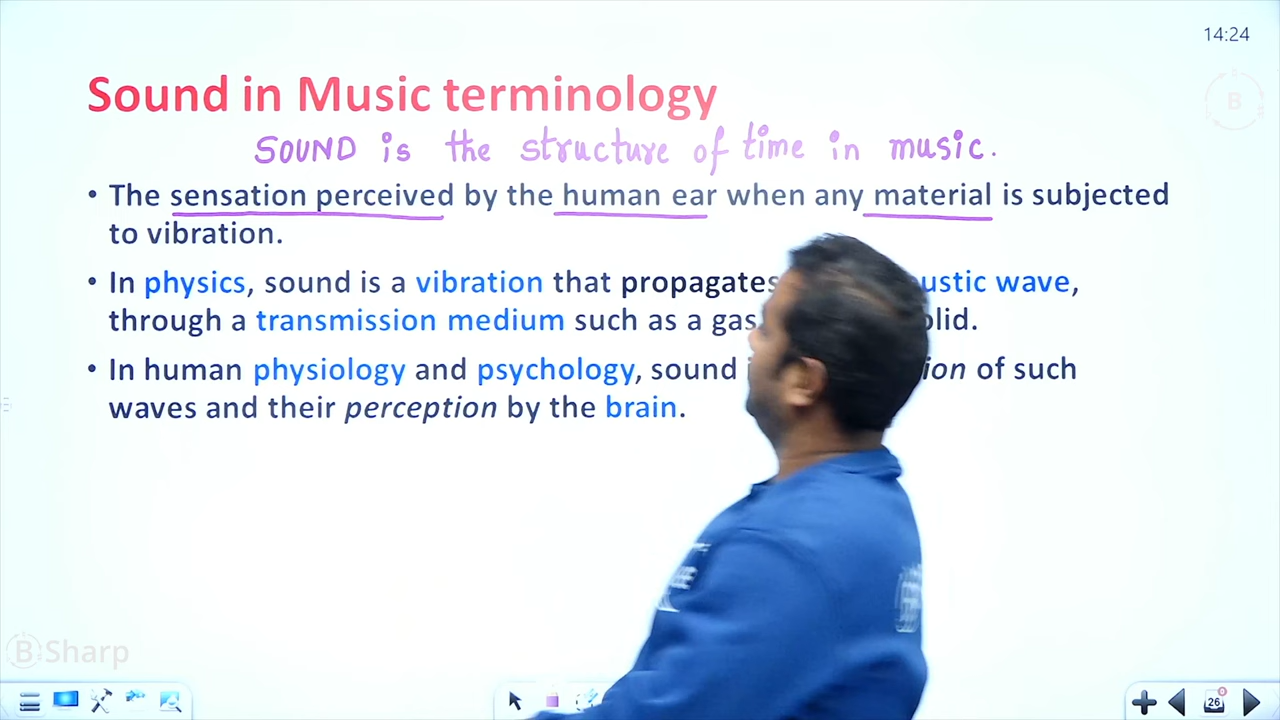 14:24
Sound in Music terminology
SOUND is the structure of time in music.
• The sensation perceived by the human ear when any material is subjected
to vibration.
• In physics, sound is a vibration that propagates ustic wave,
through a transmission medium such as a gas olid.
• In human physiology and psychology, sound ion of such
waves and their perception by the brain.
B Sharp
B
26